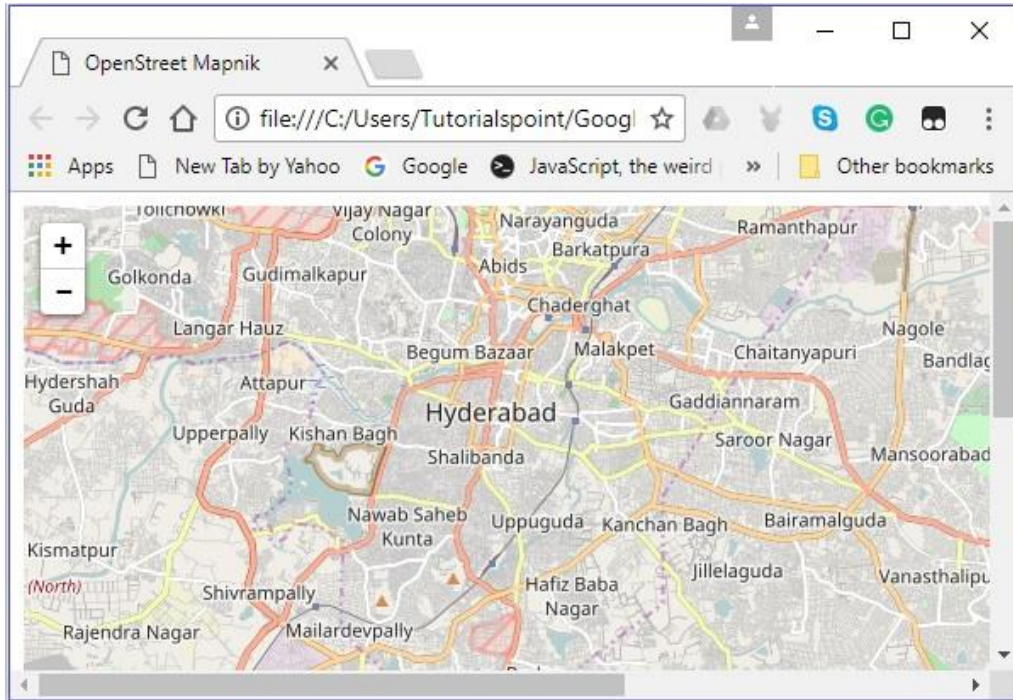 OpenStreet Mapnik
file:///C:/Users/Tutorialspoint/Googl
Apps New Tab by Yahoo G Google JavaScript, the weird » Other bookmarks
+
−
Tolichowki
Vijay Nagar
Colony
Narayanguda
Barkatpura
Ramanthapur
Golkonda
Gudimalkapur
Abids
Chaderghat
Langar Hauz
Begum Bazaar
Malakpet
Chaitanyapuri
Nagole
Bandlag
Hydershah
Guda
Attapur
Hyderabad
Gaddiannaram
Upperpally
Kishan Bagh
Shalibanda
Saroor Nagar
Mansoorabad
Nawab Saheb
Kunta
Uppuguda
Kanchan Bagh
Bairamalguda
Kismatpur
(North)
Shivrampally
Hafiz Baba
Nagar
Jillelaguda
Vanasthalipu
Rajendra Nagar
Mailardevpally